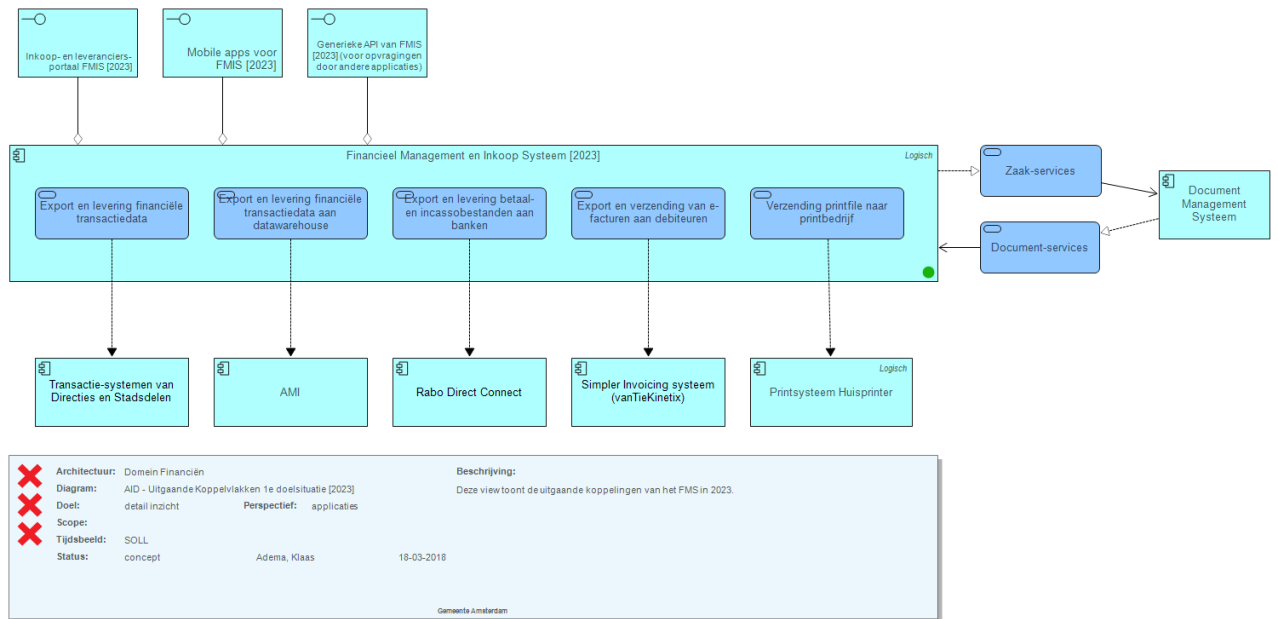 Inkoop- en leveranciers-
portaal FMIS [2023]
Mobile apps voor
FMIS [2023]
Generieke API van FMIS
[2023] (voor opvragingen
door andere applicaties)
Financieel Management en Inkoop Systeem [2023]
Logisch
Export en levering financiële
transactiedata
Export en levering financiële
transactiedata aan
datawarehouse
Export en levering betaal-
en incassobestanden aan
banken
Export en verzending van e-
facturen aan debiteuren
Verzending printfile naar
printbedrijf
Zaak-services
Document-services
Document
Management
Systeem
Transactie-systemen van
Directies en Stadsdelen
AMI
Rabo Direct Connect
Simpler Invoicing systeem
(vanTieKinetix)
Logisch
Printsysteem Huisprinter
Architectuur: Domein Financiën
Diagram: AID - Uitgaande Koppelvlakken 1e doelsituatie [2023]
Doel: detail inzicht Perspectief: applicaties
Scope:
Tijdsbeeld: SOLL
Status: concept Adema, Klaas 18-03-2018
Beschrijving:
Deze view toont de uitgaande koppelingen van het FMS in 2023.
Gemeente Amsterdam